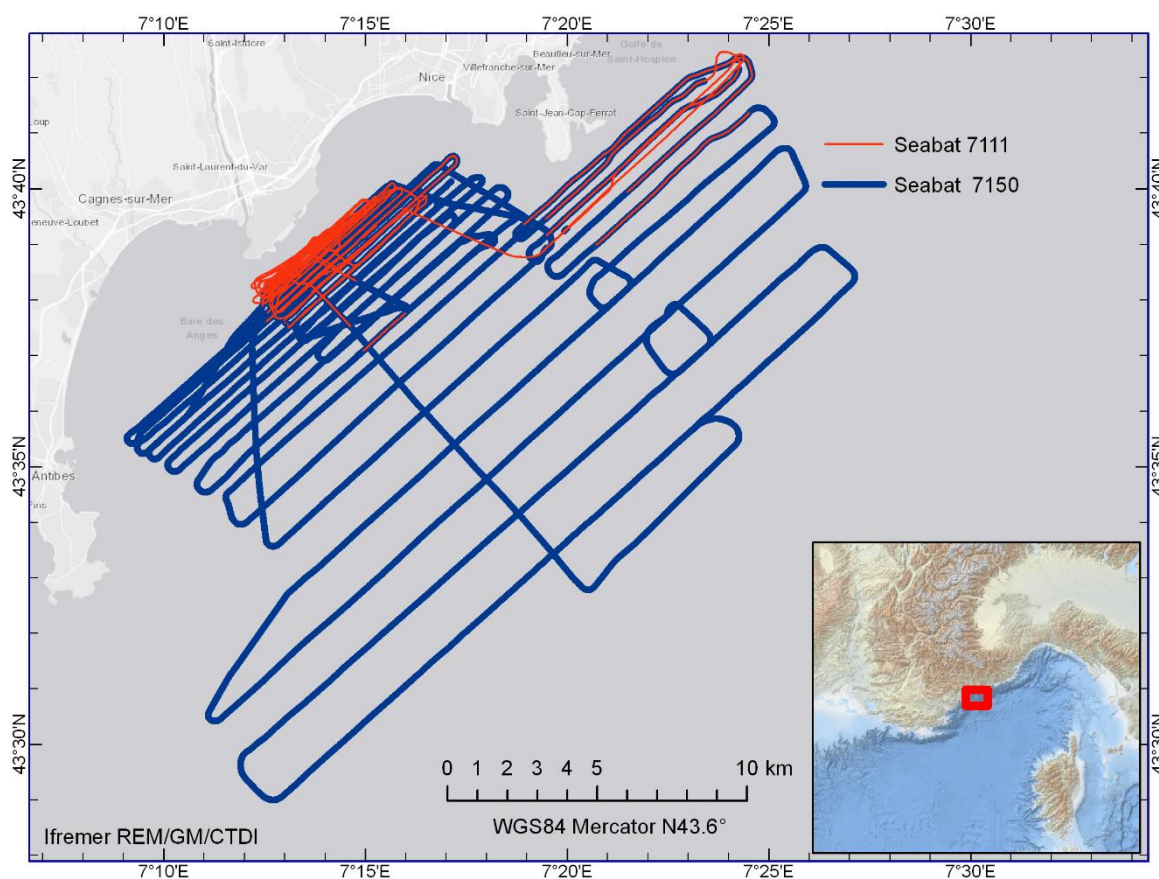 7°10'E
7°15'E
7°20'E
7°25'E
7°30'E
Saint-Isidore
Beaulieu-sur-Mer
Golfe de
Saint-Hospice
Villefranche-sur-Mer
Nice
Loup
Saint-Jean-Cap-Ferrat
Seabat 7111
Saint-Laurent-du-Var
Seabat 7150
43°40'N
43°40'N
Cagnes-sur-Mer
eneuve-Loubet
Baie des
Anges
43°35'N
43°35'N
Antibes
Pins
43°30'N
43°30'N
0 1 2 3 4 5 10 km
WGS84 Mercator N43.6°
Ifremer REM/GM/CTDI
7°10'E
7°15'E
7°20'E
7°25'E
7°30'E